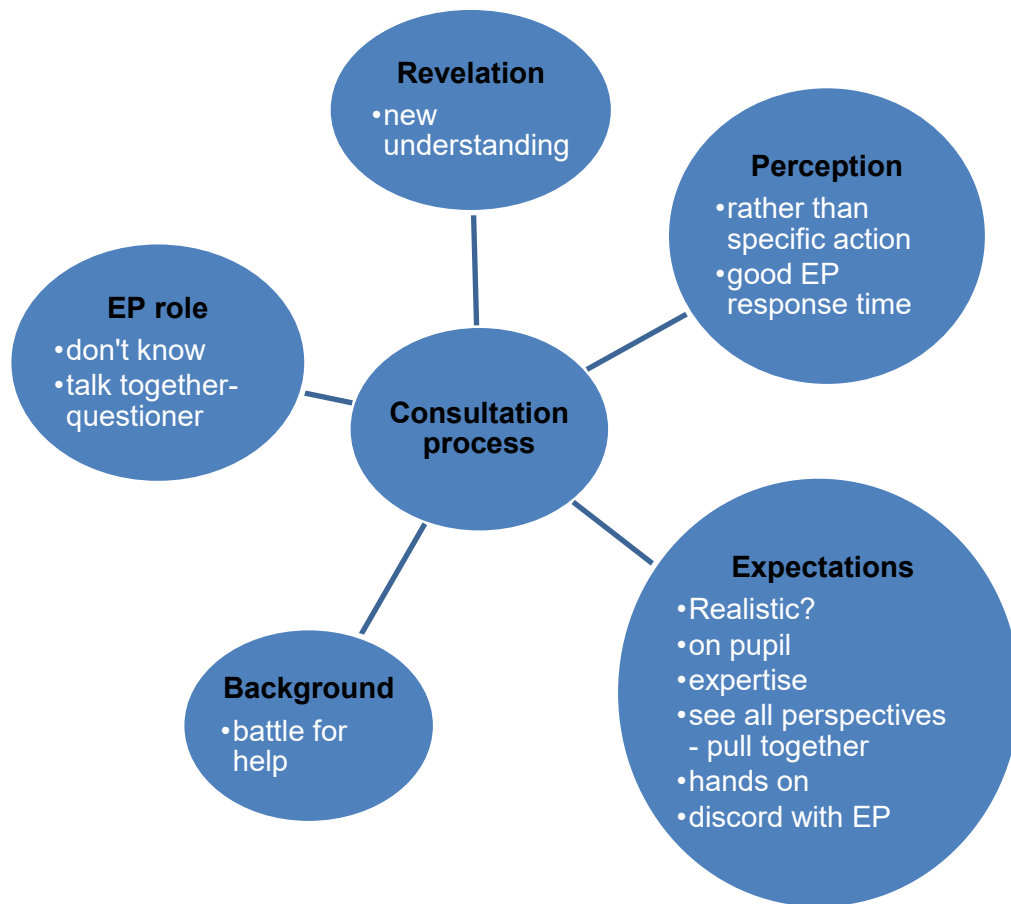 Revelation
•new
understanding
Perception
•rather than
specific action
•good EP
response time
EP role
•don't know
•talk together-
questioner
Consultation
process
Expectations
•Realistic?
•on pupil
•expertise
•see all perspectives
- pull together
•hands on
•discord with EP
Background
•battle for
help